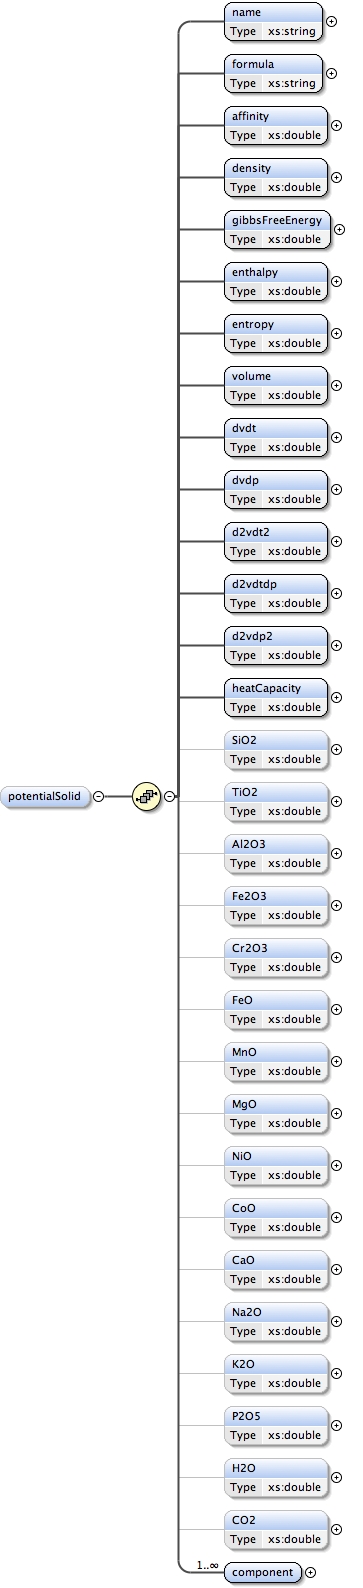 name
Type xs:string
formula
Type xs:string
affinity
Type xs:double
density
Type xs:double
gibbsFreeEnergy
Type xs:double
enthalpy
Type xs:double
entropy
Type xs:double
volume
Type xs:double
dvdt
Type xs:double
dvdp
Type xs:double
d2vdt2
Type xs:double
d2vdtdp
Type xs:double
d2vdp2
Type xs:double
heatCapacity
Type xs:double
SiO2
Type xs:double
potentialSolid
TiO2
Type xs:double
Al2O3
Type xs:double
Fe2O3
Type xs:double
Cr2O3
Type xs:double
FeO
Type xs:double
MnO
Type xs:double
MgO
Type xs:double
NiO
Type xs:double
CoO
Type xs:double
CaO
Type xs:double
Na2O
Type xs:double
K2O
Type xs:double
P2O5
Type xs:double
H2O
Type xs:double
CO2
Type xs:double
1..∞
component